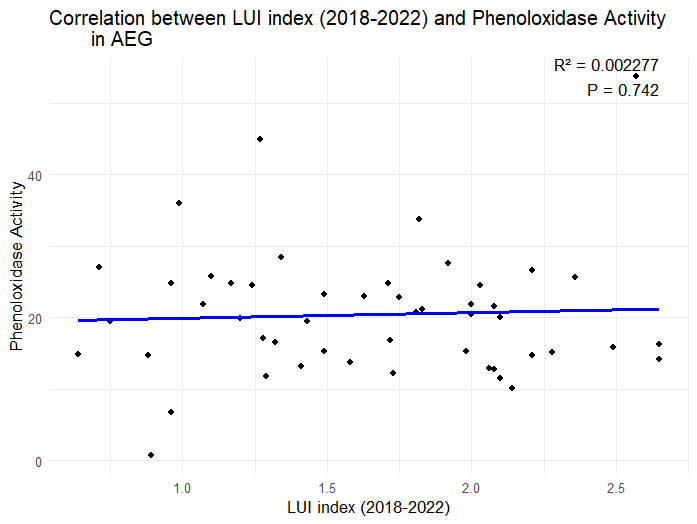 Correlation between LUI index (2018-2022) and Phenoloxidase Activity
in AEG
R² = 0.002277
P = 0.742
Phenoloxidase Activity
40
20
0
1.0
1.5
2.0
2.5
LUI index (2018-2022)